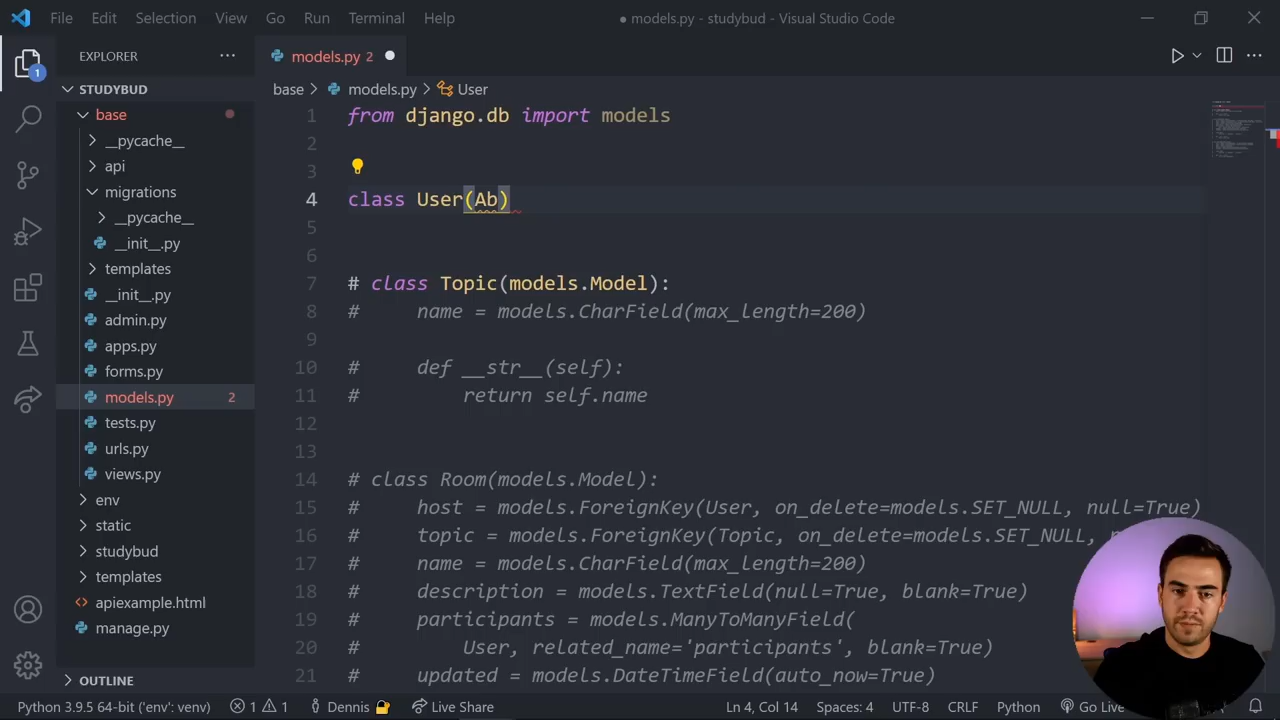 File Edit Selection View Go Run Terminal Help
● models.py - studybud - Visual Studio Code
EXPLORER
STUDYBUD
base
__pycache__
api
migrations
__pycache__
__init__.py
templates
__init__.py
admin.py
apps.py
forms.py
models.py 2
tests.py
urls.py
views.py
env
static
studybud
templates
apiexample.html
manage.py
OUTLINE
1
models.py 2
base > models.py > User
1 from django.db import models
2
3
4 class User(Ab)
5
6
7 # class Topic(models.Model):
8 #     name = models.CharField(max_length=200)
9 #
10 #     def __str__(self):
11 #         return self.name
12
13
14 # class Room(models.Model):
15 #     host = models.ForeignKey(User, on_delete=models.SET_NULL, null=True)
16 #     topic = models.ForeignKey(Topic, on_delete=models.SET_NULL,
17 #     name = models.CharField(max_length=200)
18 #     description = models.TextField(null=True, blank=True)
19 #     participants = models.ManyToManyField(
20 #         User, related_name='participants', blank=True)
21 #     updated = models.DateTimeField(auto_now=True)
Python 3.9.5 64-bit ('env': venv) 1 1 Dennis Live Share Ln 4, Col 14 Spaces: 4 UTF-8 CRLF Python Go Live